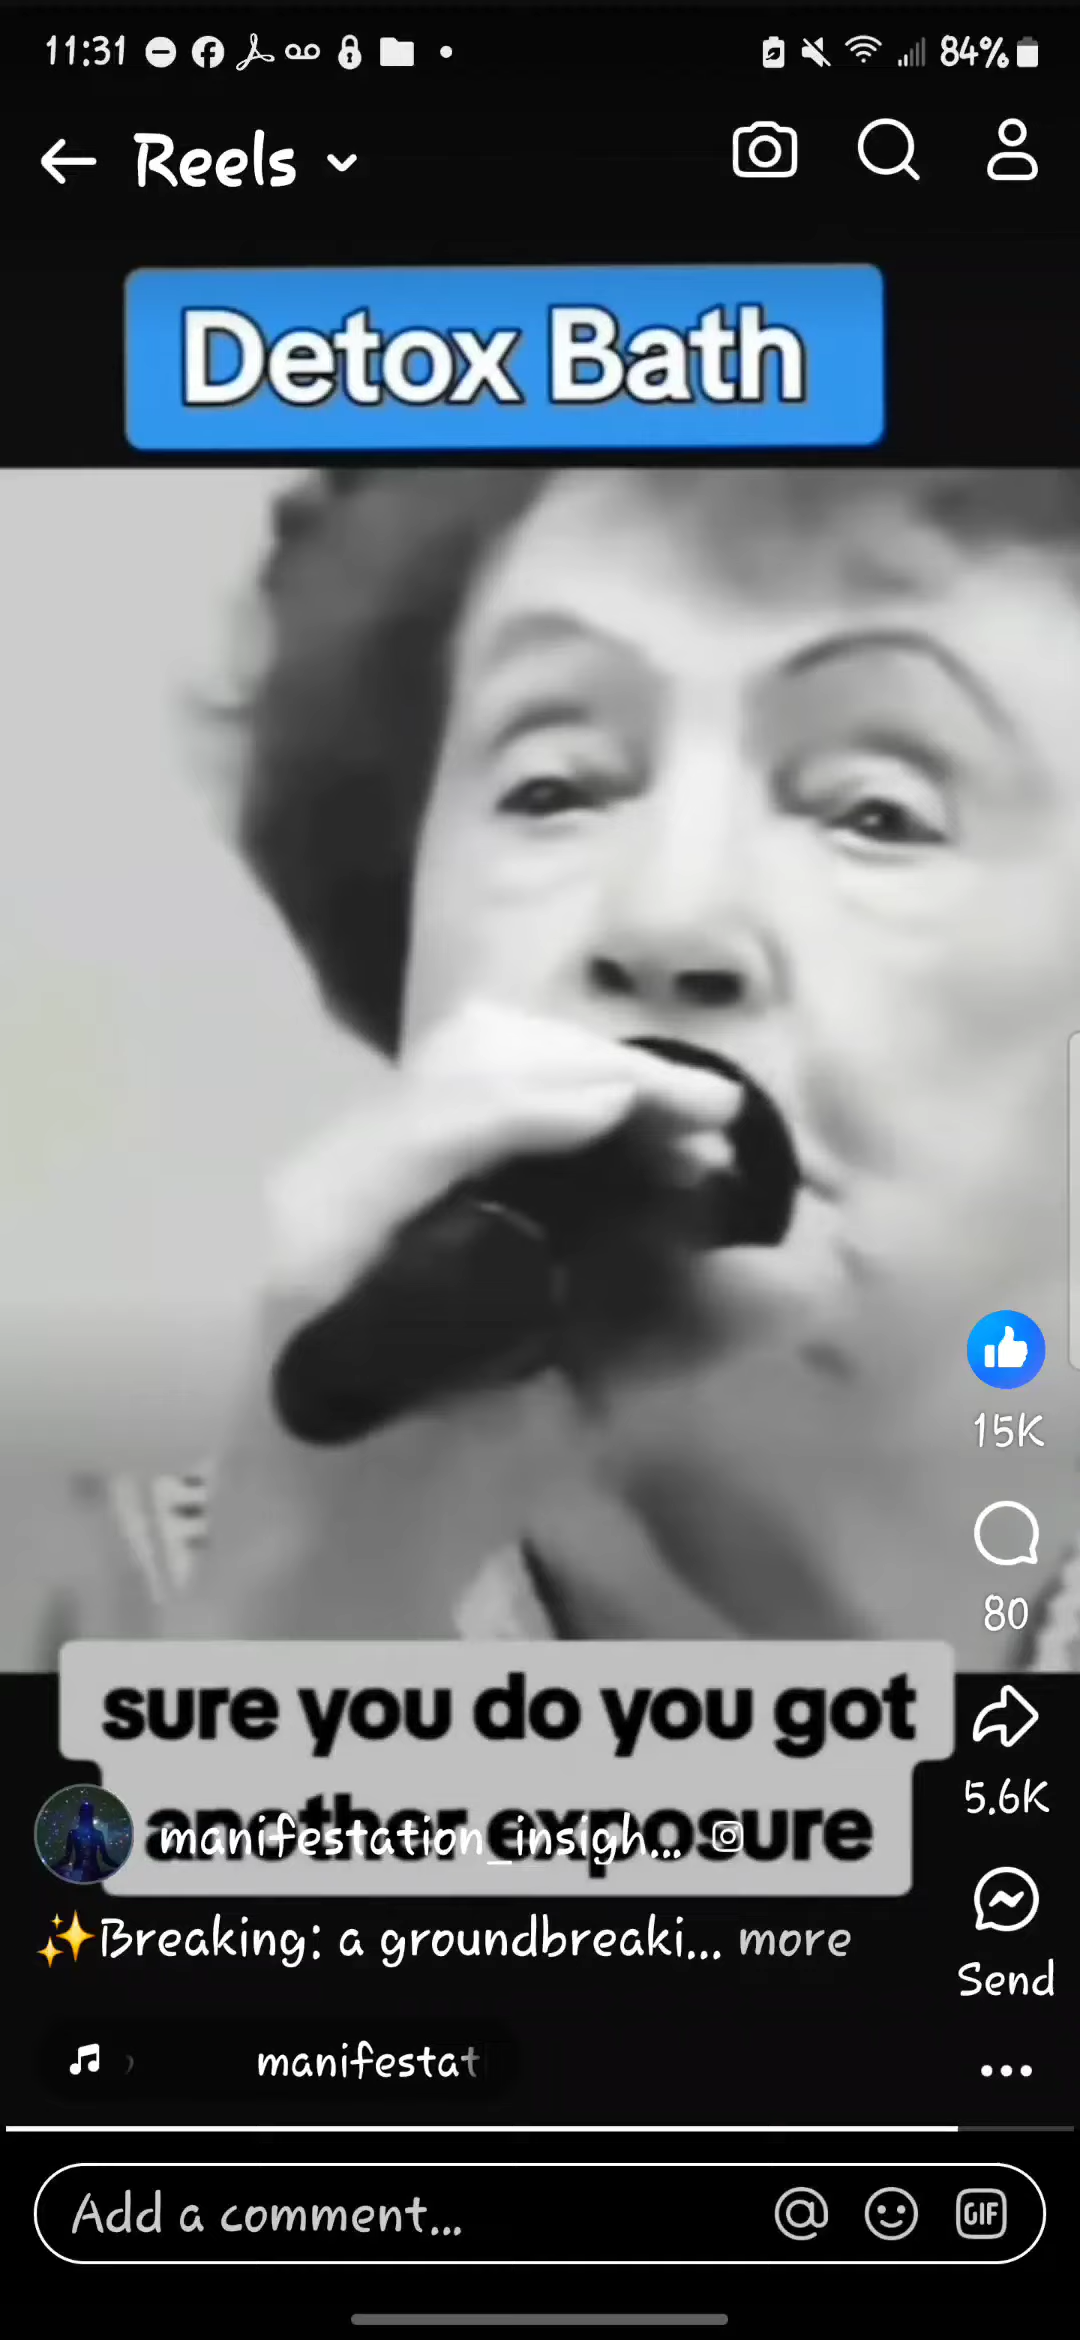 11:31
84%
Reels
Detox Bath
15K
80
sure you do you got
5.6K
another exposure
manifestation_insigh...
✨Breaking: a groundbreaki... more
Send
manifestat
Add a comment...
GIF